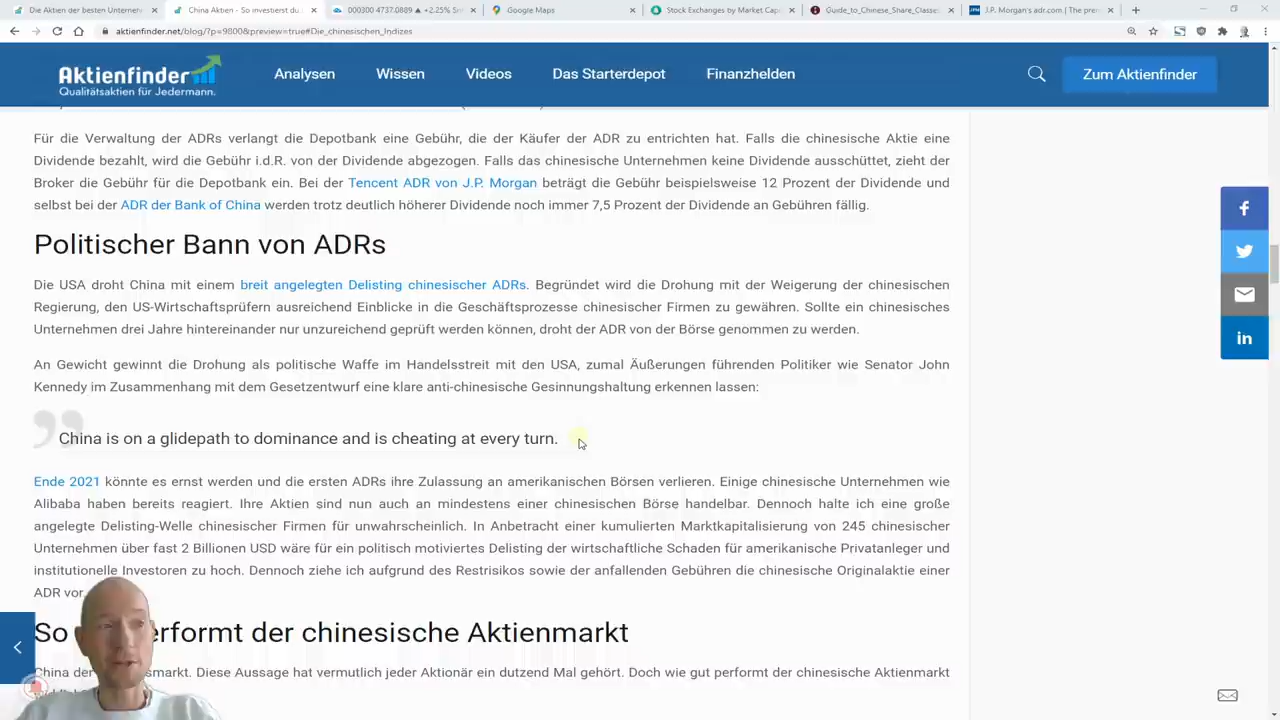 Die Aktien der besten Unternehm
China Aktien - So investierst du
000300 4737.0889 ▲ +2.25% Sin
Google Maps
Stock Exchanges by Market Cap
Guide_to_Chinese_Share_Classes
J.P. Morgan's adr.com | The prem
aktienfinder.net/blog/?p=9800&preview=true#Die_chinesischen_Indizes
Aktienfinder
Qualitätsaktien für Jedermann.
Analysen
Wissen
Videos
Das Starterdepot
Finanzhelden
Zum Aktienfinder
Für die Verwaltung der ADRs verlangt die Depotbank eine Gebühr, die der Käufer der ADR zu entrichten hat. Falls die chinesische Aktie eine
Dividende bezahlt, wird die Gebühr i.d.R. von der Dividende abgezogen. Falls das chinesische Unternehmen keine Dividende ausschüttet, zieht der
Broker die Gebühr für die Depotbank ein. Bei der Tencent ADR von J.P. Morgan beträgt die Gebühr beispielsweise 12 Prozent der Dividende und
selbst bei der ADR der Bank of China werden trotz deutlich höherer Dividende noch immer 7,5 Prozent der Dividende an Gebühren fällig.
Politischer Bann von ADRs
Die USA droht China mit einem breit angelegten Delisting chinesischer ADRs. Begründet wird die Drohung mit der Weigerung der chinesischen
Regierung, den US-Wirtschaftsprüfern ausreichend Einblicke in die Geschäftsprozesse chinesischer Firmen zu gewähren. Sollte ein chinesisches
Unternehmen drei Jahre hintereinander nur unzureichend geprüft werden können, droht der ADR von der Börse genommen zu werden.
An Gewicht gewinnt die Drohung als politische Waffe im Handelsstreit mit den USA, zumal Äußerungen führenden Politiker wie Senator John
Kennedy im Zusammenhang mit dem Gesetzentwurf eine klare anti-chinesische Gesinnungshaltung erkennen lassen:
China is on a glidepath to dominance and is cheating at every turn.
Ende 2021 könnte es ernst werden und die ersten ADRs ihre Zulassung an amerikanischen Börsen verlieren. Einige chinesische Unternehmen wie
Alibaba haben bereits reagiert. Ihre Aktien sind nun auch an mindestens einer chinesischen Börse handelbar. Dennoch halte ich eine große
angelegte Delisting-Welle chinesischer Firmen für unwahrscheinlich. In Anbetracht einer kumulierten Marktkapitalisierung von 245 chinesischer
Unternehmen über fast 2 Billionen USD wäre für ein politisch motiviertes Delisting der wirtschaftliche Schaden für amerikanische Privatanleger und
institutionelle Investoren zu hoch. Dennoch ziehe ich aufgrund des Restrisikos sowie der anfallenden Gebühren die chinesische Originalaktie einer
ADR vor.
So erformt der chinesische Aktienmarkt
China der smarkt. Diese Aussage hat vermutlich jeder Aktionär ein dutzend Mal gehört. Doch wie gut performt der chinesische Aktienmarkt